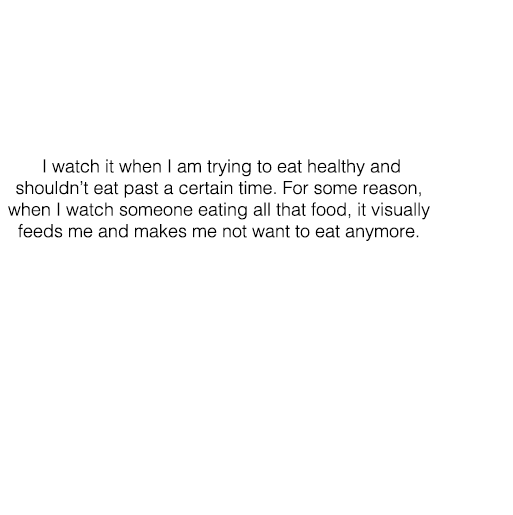 I watch it when I am trying to eat healthy and
shouldn't eat past a certain time. For some reason,
when I watch someone eating all that food, it visually
feeds me and makes me not want to eat anymore.